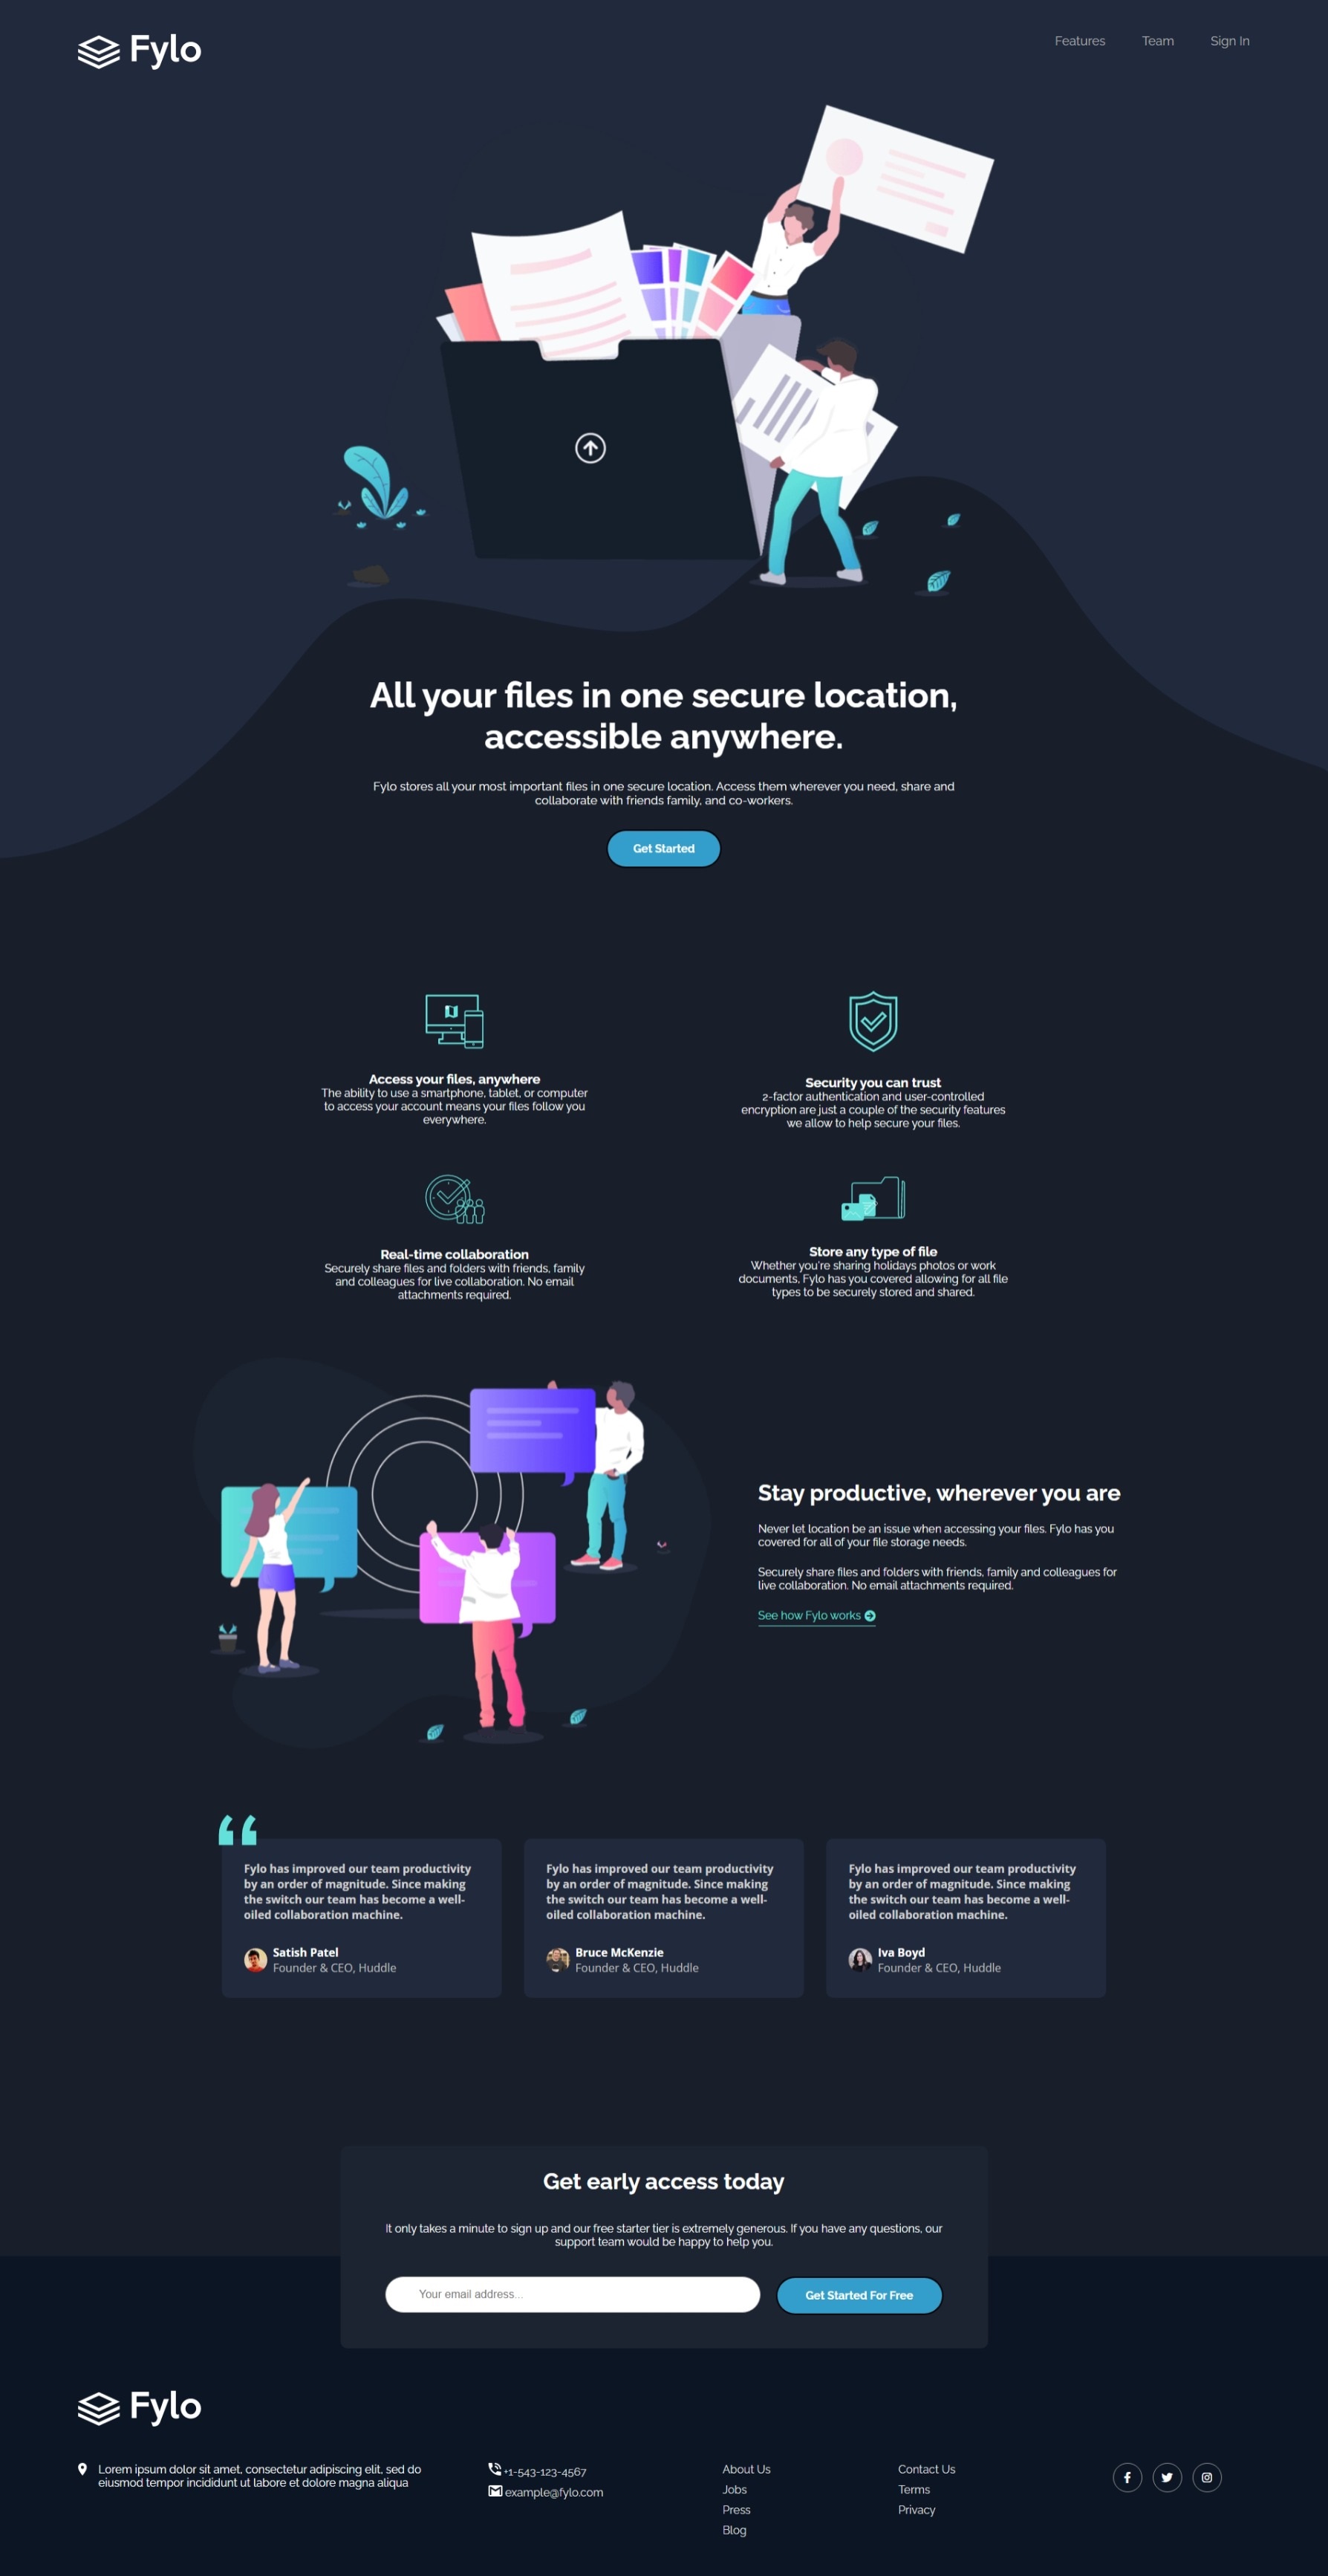 Fylo
Features
Team
Sign In
All your files in one secure location,
accessible anywhere.
Fylo stores all your most important files in one secure location. Access them wherever you need, share and
collaborate with friends family, and co-workers.
Get Started
Access your files, anywhere
The ability to use a smartphone, tablet, or computer
to access your account means your files follow you
everywhere.
Security you can trust
2-factor authentication and user-controlled
encryption are just a couple of the security features
we allow to help secure your files.
Real-time collaboration
Securely share files and folders with friends, family
and colleagues for live collaboration. No email
attachments required.
Store any type of file
Whether you're sharing holidays photos or work
documents, Fylo has you covered allowing for all file
types to be securely stored and shared.
Stay productive, wherever you are
Never let location be an issue when accessing your files. Fylo has you
covered for all of your file storage needs.
Securely share files and folders with friends, family and colleagues for
live collaboration. No email attachments required.
See how Fylo works
Fylo has improved our team productivity
by an order of magnitude. Since making
the switch our team has become a well-
oiled collaboration machine.
Satish Patel
Founder & CEO, Huddle
Fylo has improved our team productivity
by an order of magnitude. Since making
the switch our team has become a well-
oiled collaboration machine.
Bruce McKenzie
Founder & CEO, Huddle
Fylo has improved our team productivity
by an order of magnitude. Since making
the switch our team has become a well-
oiled collaboration machine.
Iva Boyd
Founder & CEO, Huddle
Get early access today
It only takes a minute to sign up and our free starter tier is extremely generous. If you have any questions, our
support team would be happy to help you.
Your email address...
Get Started For Free
Fylo
Lorem ipsum dolor sit amet, consectetur adipiscing elit, sed do
eiusmod tempor incididunt ut labore et dolore magna aliqua
+1-543-123-4567
example@fylo.com
About Us
Jobs
Press
Blog
Contact Us
Terms
Privacy